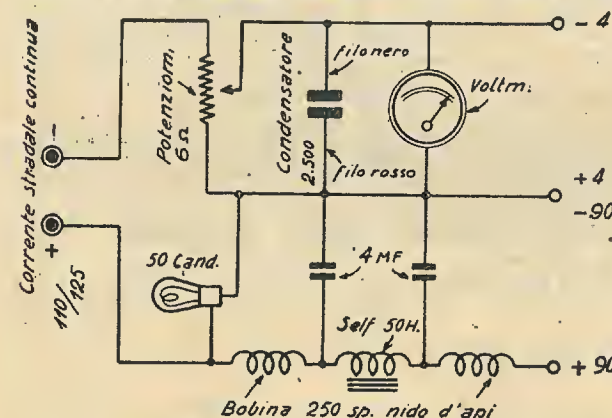 Corrente stradale continua
110/125
-
+
Potenziom.
6 Ω
Condensatore
2.500
filo nero
filo rosso
Voltm.
- 4
+4
-90
50 Cand.
4 MF
Self 50H.
+ 90
Bobina 250 sp. nido d'api